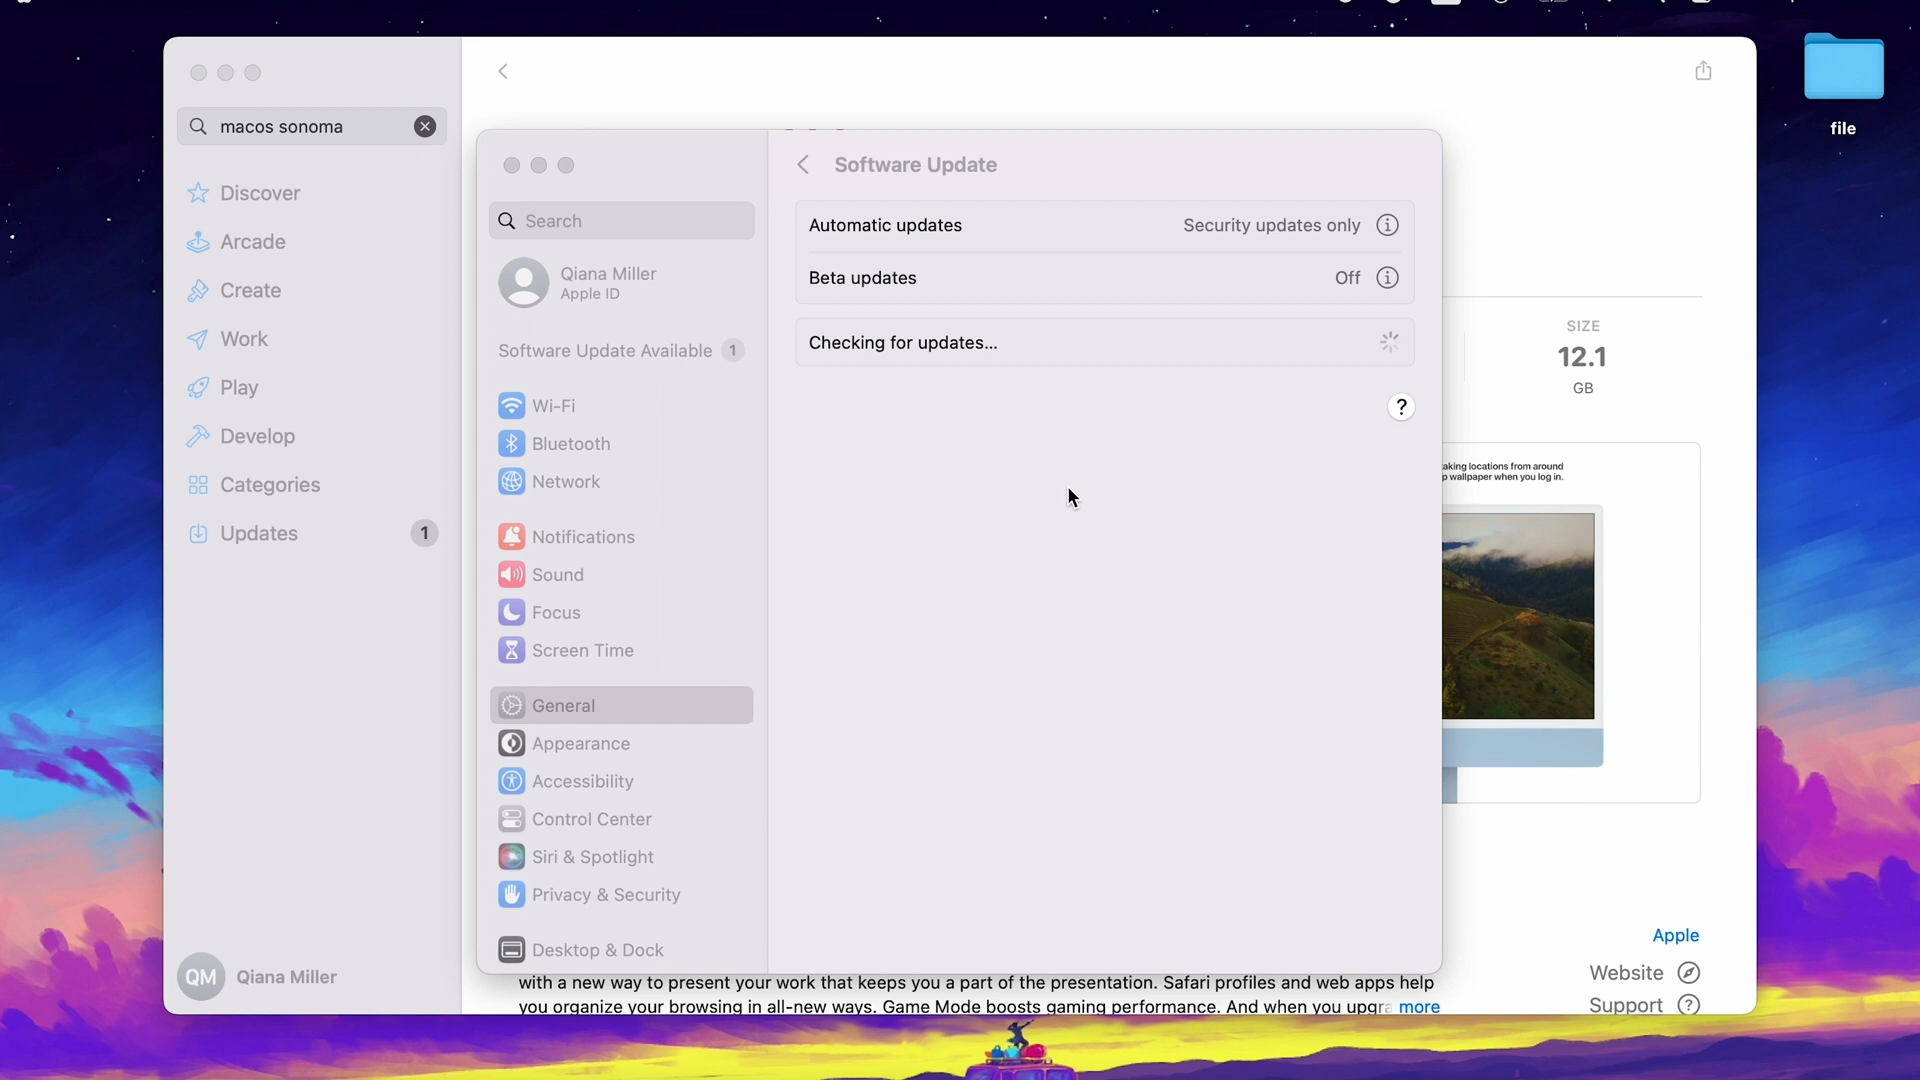 file
macos sonoma
Discover
Arcade
Create
Work
Play
Develop
Categories
Updates 1
QM Qiana Miller
Search
Qiana Miller
Apple ID
Software Update Available 1
Wi-Fi
Bluetooth
Network
Notifications
Sound
Focus
Screen Time
General
Appearance
Accessibility
Control Center
Siri & Spotlight
Privacy & Security
Desktop & Dock
Software Update
Automatic updates Security updates only
Beta updates Off
Checking for updates...
?
SIZE
12.1
GB
aking locations from around
p wallpaper when you log in.
with a new way to present your work that keeps you a part of the presentation. Safari profiles and web apps help
you organize your browsing in all-new ways. Game Mode boosts gaming performance. And when you upgra more
Apple
Website
Support